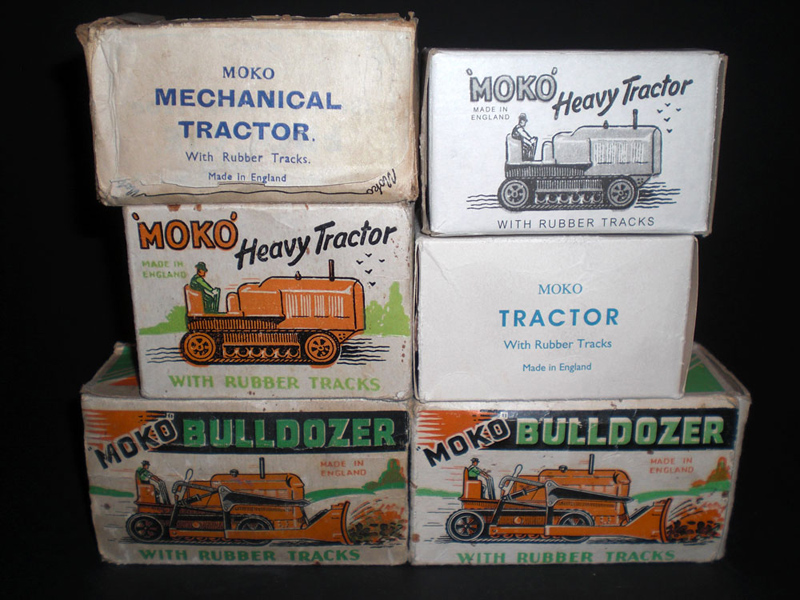 MOKO
MECHANICAL
TRACTOR.
With Rubber Tracks.
Made in England
Moko
'MOKO' Heavy Tractor
MADE IN
ENGLAND
WITH RUBBER TRACKS
'MOKO' Heavy Tractor
MADE IN
ENGLAND
WITH RUBBER TRACKS
MOKO
TRACTOR
With Rubber Tracks
Made in England
"MOKO" BULLDOZER
MADE IN
ENGLAND
WITH RUBBER TRACKS
"MOKO" BULLDOZER
MADE IN
ENGLAND
WITH RUBBER TRACKS